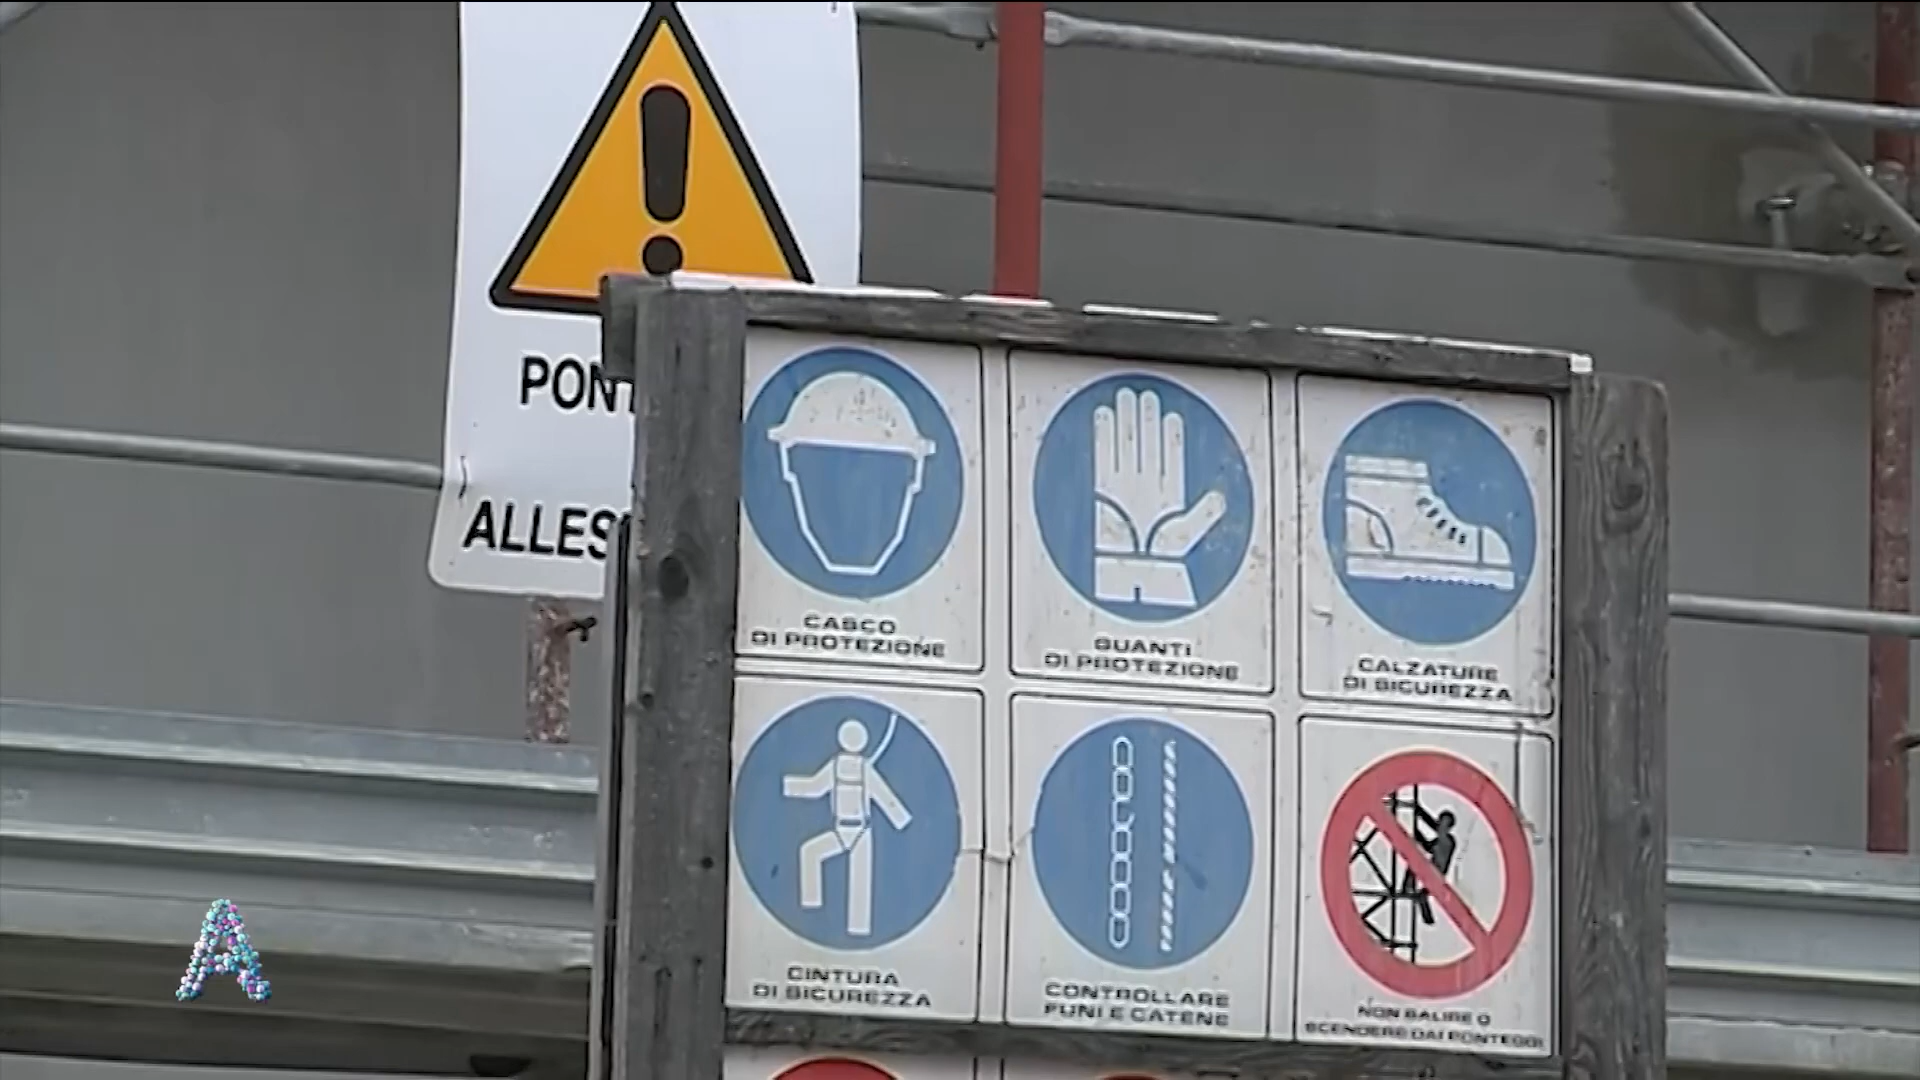 PONT
ALLES
CASCO
DI PROTEZIONE
GUANTI
DI PROTEZIONE
CALZATURE
DI SICUREZZA
CINTURA
DI SICUREZZA
CONTROLLARE
FUNI E CATENE
NON SALIRE O
SCENDERE DAI PONTEGGI
A